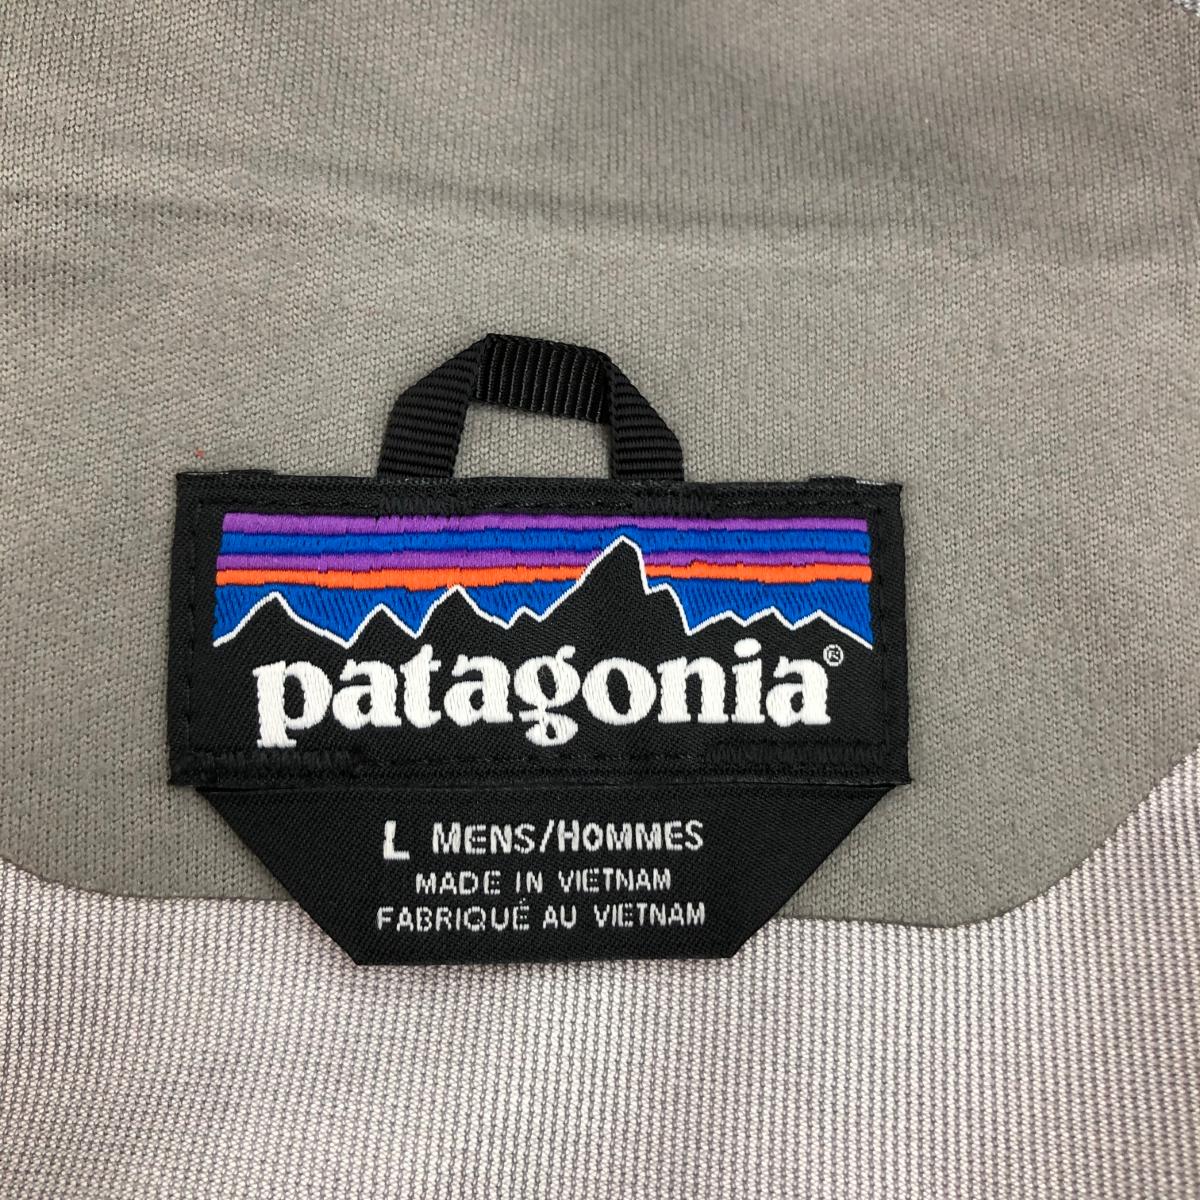 patagonia®
L MENS/HOMMES
MADE IN VIETNAM
FABRIQUÉ AU VIETNAM